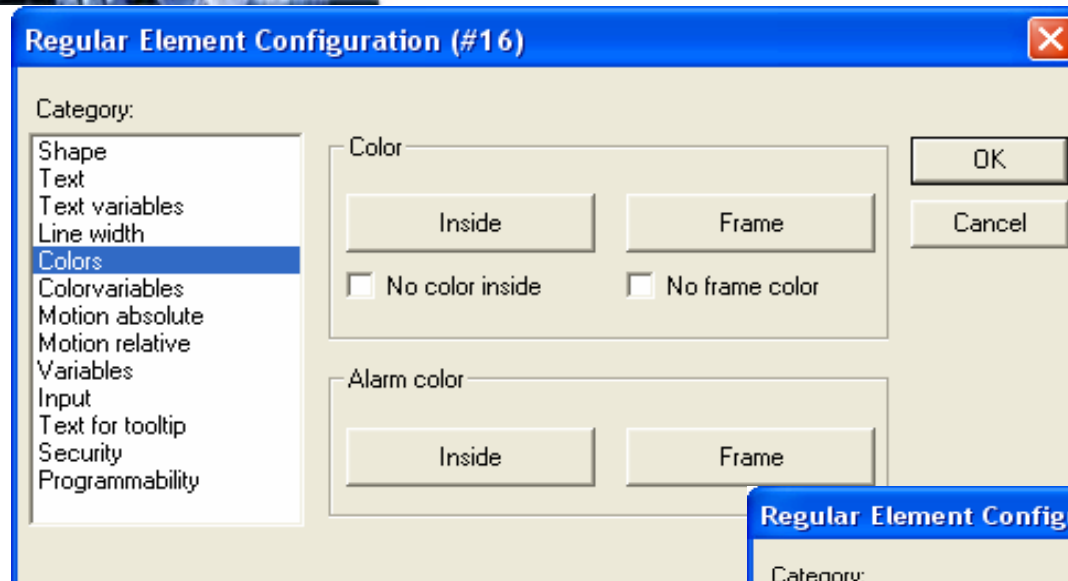 Regular Element Configuration (#16)
Category:
Shape
Text
Text variables
Line width
Colors
Colorvariables
Motion absolute
Motion relative
Variables
Input
Text for tooltip
Security
Programmability
Color
Inside
Frame
No color inside
No frame color
Alarm color
Inside
Frame
OK
Cancel
Regular Element Config
Category: